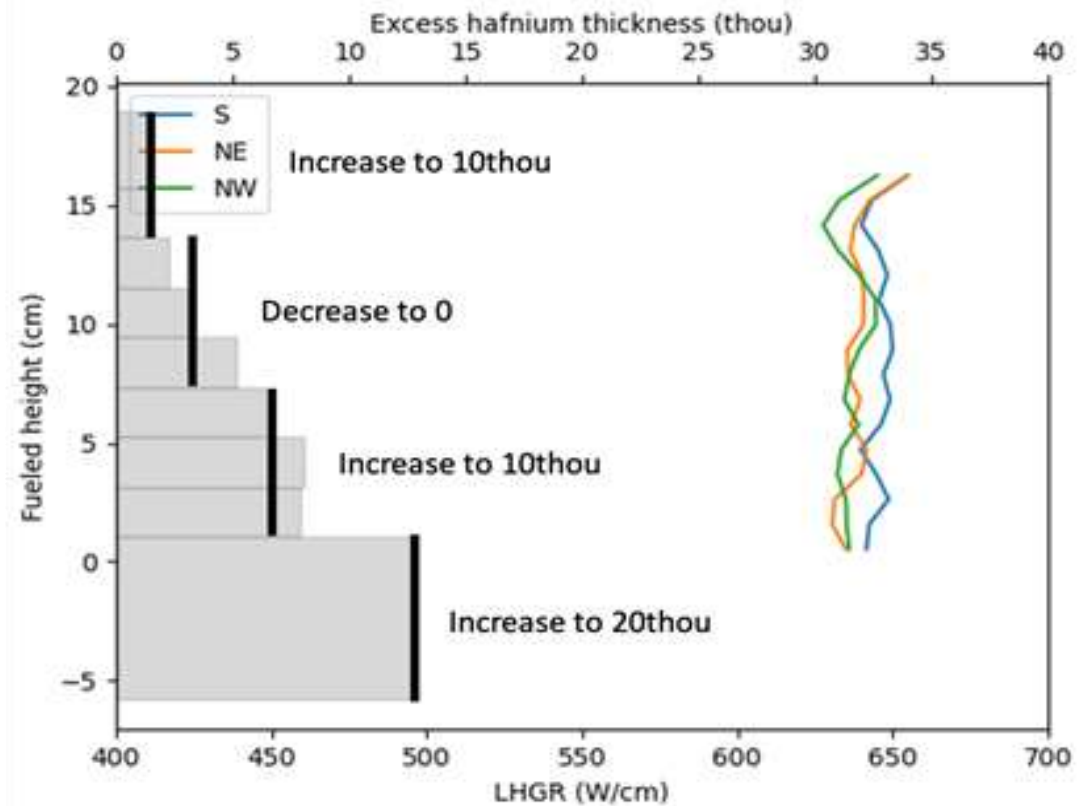 Excess hafnium thickness (thou)
0 5 10 15 20 25 30 35 40
20
S
NE
Increase to 10thou
NW
15
Decrease to 0
10
Fueled height (cm)
5
Increase to 10thou
0
Increase to 20thou
−5
400 450 500 550 600 650 700
LHGR (W/cm)